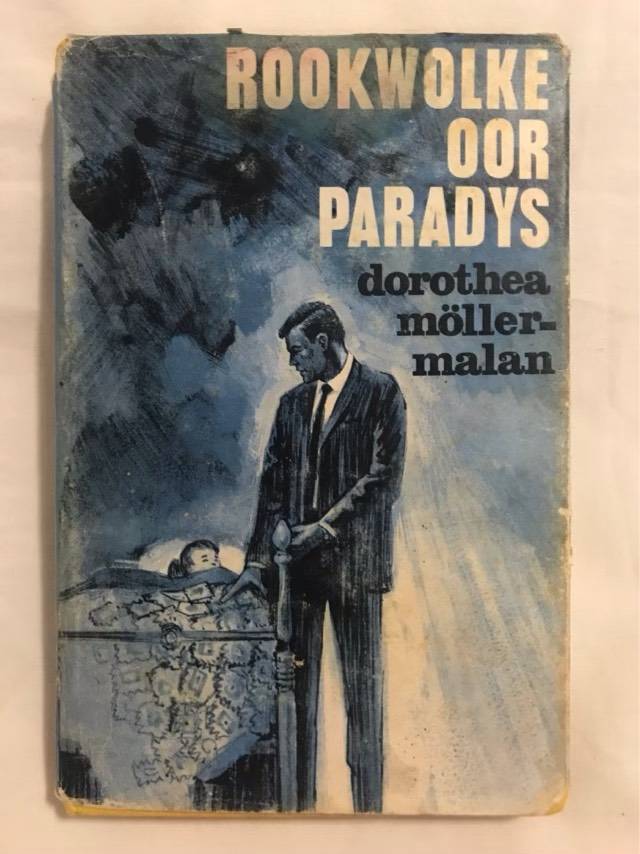 ROOKWOLKE
OOR
PARADYS
dorothea
möller-
malan